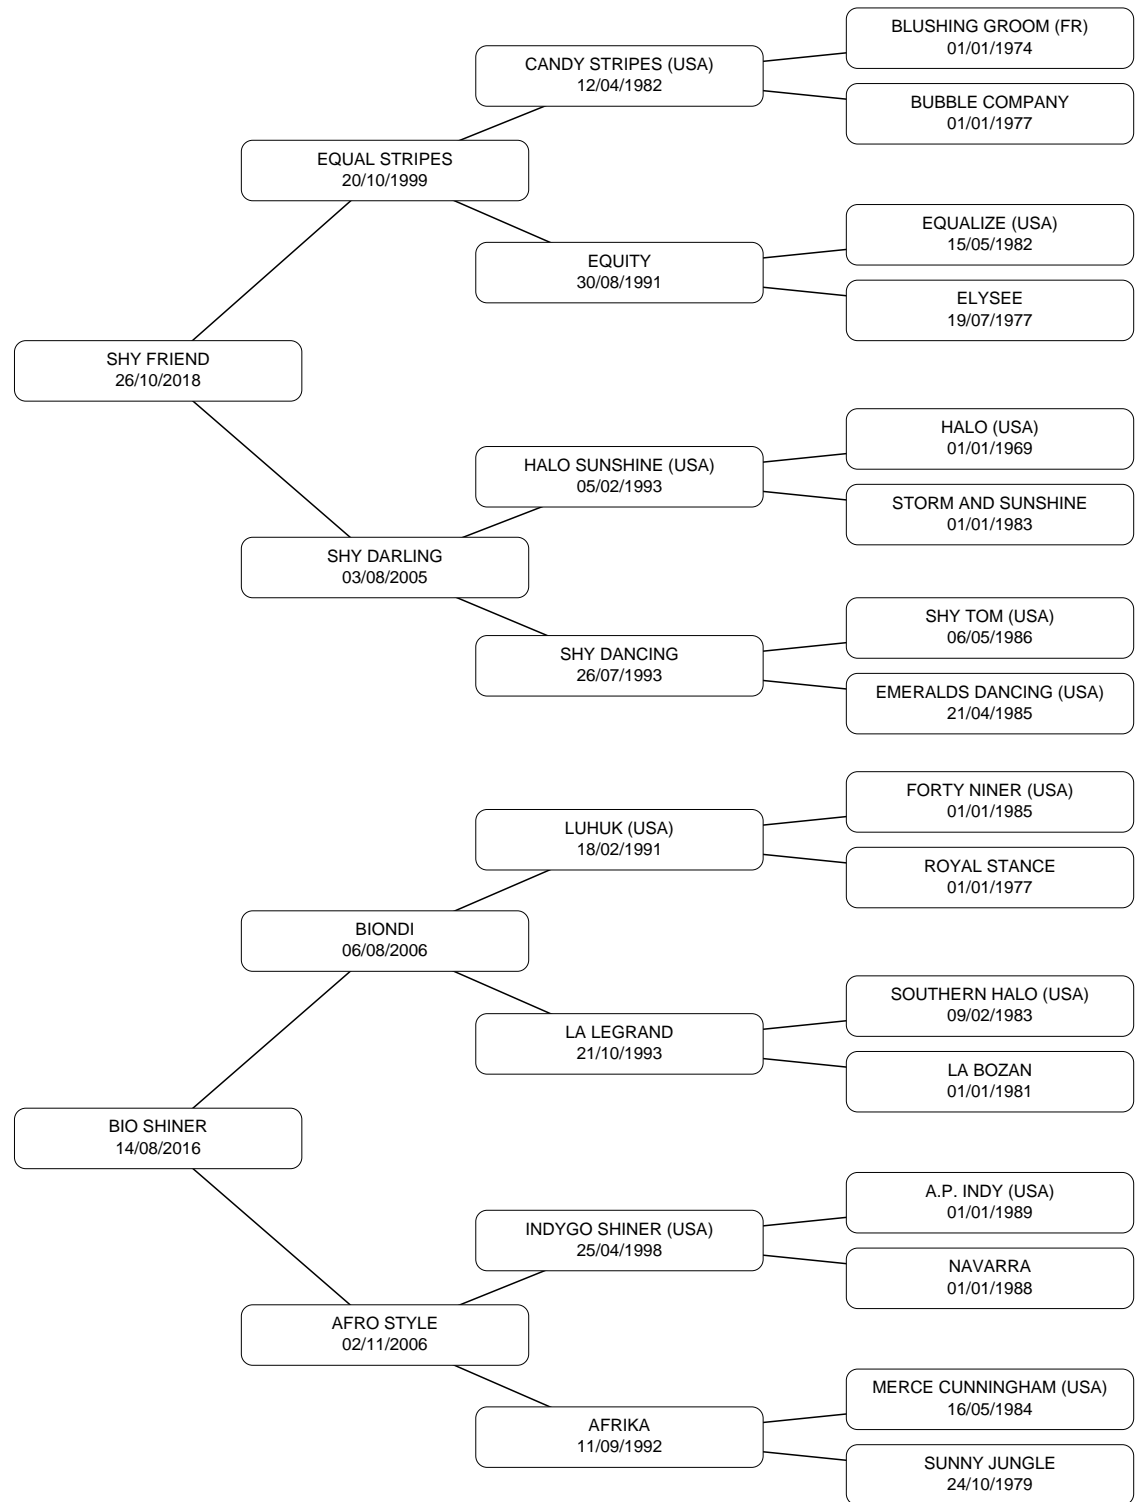 BLUSHING GROOM (FR)
01/01/1974
CANDY STRIPES (USA)
12/04/1982
BUBBLE COMPANY
01/01/1977
EQUAL STRIPES
20/10/1999
EQUALIZE (USA)
15/05/1982
EQUITY
30/08/1991
ELYSEE
19/07/1977
SHY FRIEND
26/10/2018
HALO (USA)
01/01/1969
HALO SUNSHINE (USA)
05/02/1993
STORM AND SUNSHINE
01/01/1983
SHY DARLING
03/08/2005
SHY TOM (USA)
06/05/1986
SHY DANCING
26/07/1993
EMERALDS DANCING (USA)
21/04/1985
FORTY NINER (USA)
01/01/1985
LUHUK (USA)
18/02/1991
ROYAL STANCE
01/01/1977
BIONDI
06/08/2006
SOUTHERN HALO (USA)
09/02/1983
LA LEGRAND
21/10/1993
LA BOZAN
01/01/1981
BIO SHINER
14/08/2016
A.P. INDY (USA)
01/01/1989
INDYGO SHINER (USA)
25/04/1998
NAVARRA
01/01/1988
AFRO STYLE
02/11/2006
MERCE CUNNINGHAM (USA)
16/05/1984
AFRIKA
11/09/1992
SUNNY JUNGLE
24/10/1979